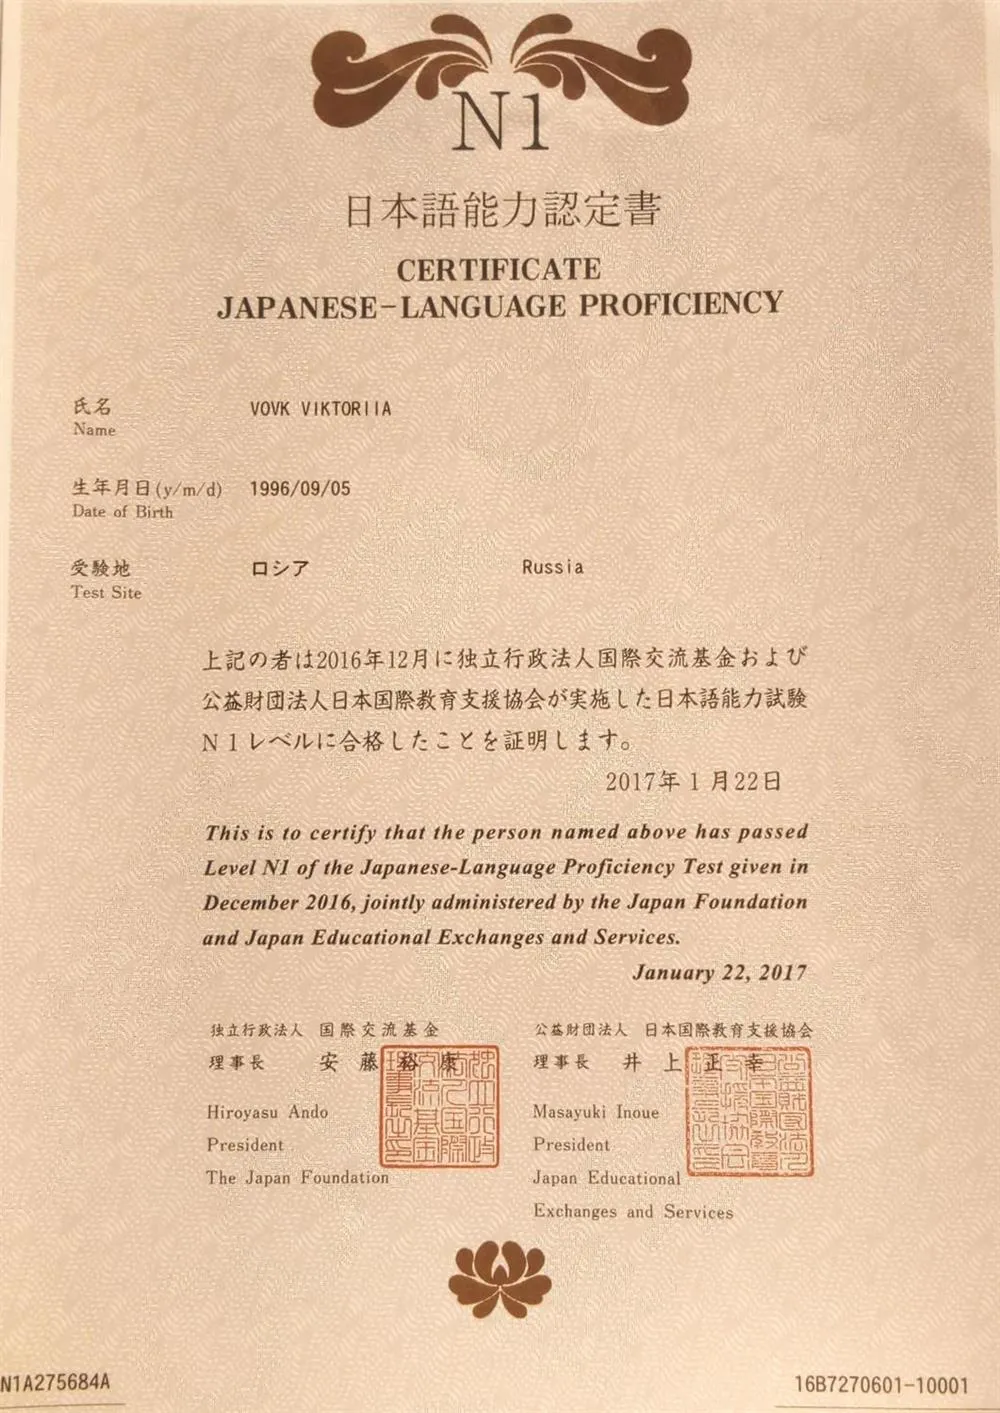 N1
日本語能力認定書
CERTIFICATE
JAPANESE-LANGUAGE PROFICIENCY
氏名 VOVK VIKTORIIA
Name
生年月日(y/m/d) 1996/09/05
Date of Birth
受験地 ロシア Russia
Test Site
上記の者は2016年12月に独立行政法人国際交流基金および
公益財団法人日本国際教育支援協会が実施した日本語能力試験
N1レベルに合格したことを証明します。
2017年1月22日
This is to certify that the person named above has passed
Level N1 of the Japanese-Language Proficiency Test given in
December 2016, jointly administered by the Japan Foundation
and Japan Educational Exchanges and Services.
January 22, 2017
独立行政法人 国際交流基金
理事長 安藤裕康
Hiroyasu Ando
President
The Japan Foundation
公益財団法人 日本国際教育支援協会
理事長 井上正幸
Masayuki Inoue
President
Japan Educational
Exchanges and Services
N1A275684A
16B7270601-10001